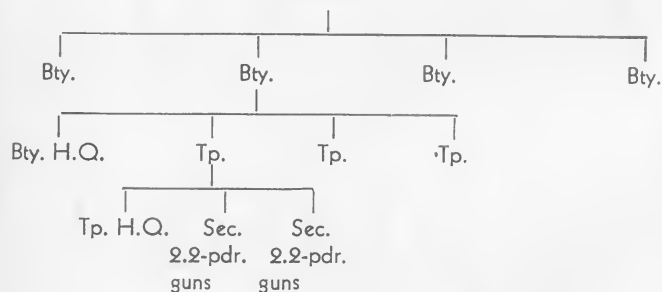 Bty. Bty. Bty. Bty.
Bty. H.Q. Tp. Tp. Tp.
Tp. H.Q. Sec. Sec.
2.2-pdr. 2.2-pdr.
guns guns